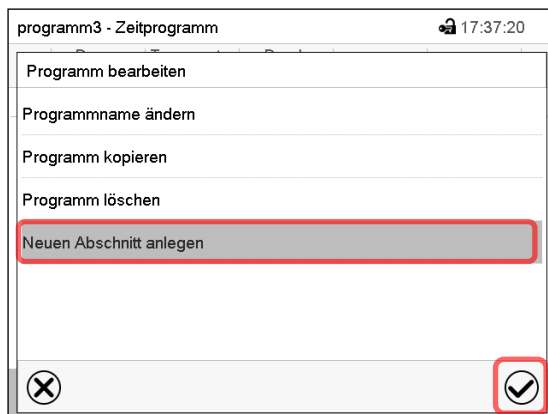 programm3 - Zeitprogramm 17:37:20
Programm bearbeiten
Programmname ändern
Programm kopieren
Programm löschen
Neuen Abschnitt anlegen